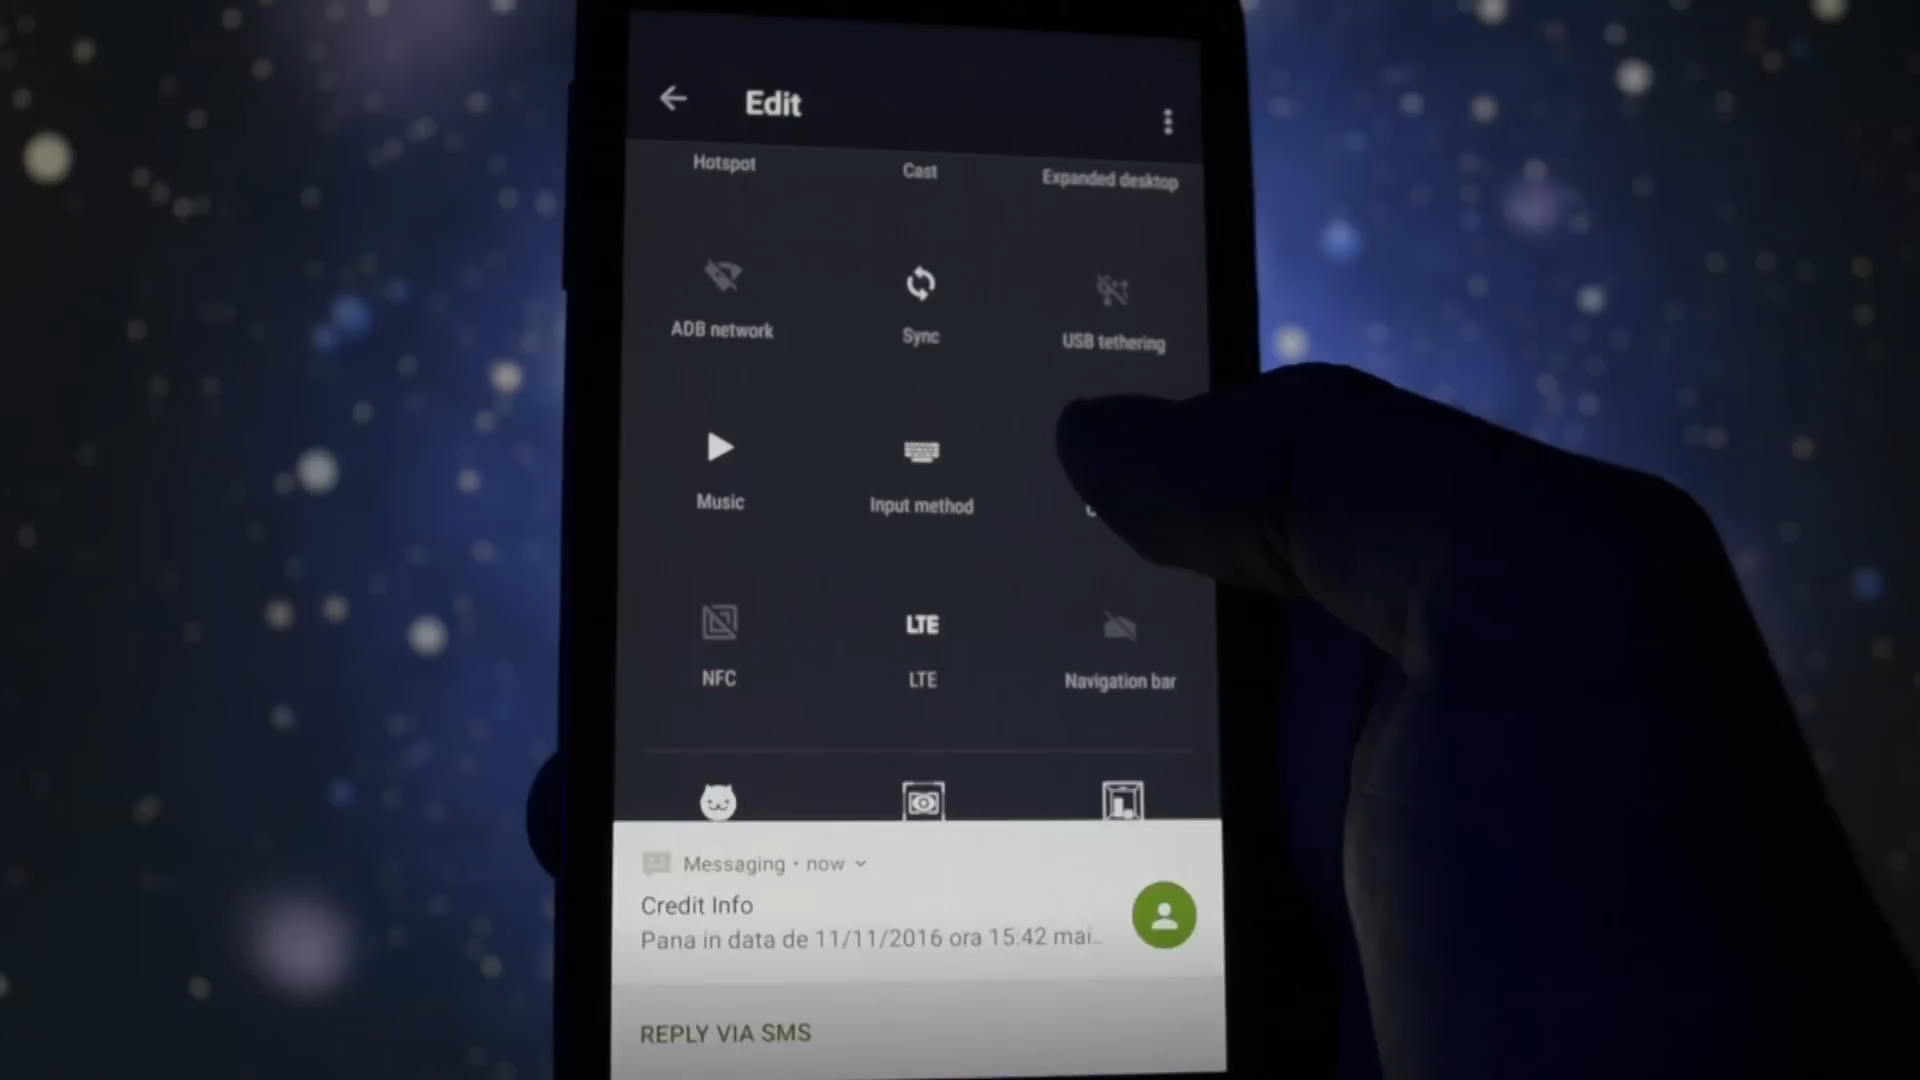 Edit
Hotspot
Cast
Expanded desktop
ADB network
Sync
USB tethering
Music
Input method
NFC
LTE
LTE
Navigation bar
Messaging • now
Credit Info
Pana in data de 11/11/2016 ora 15:42 mai...
REPLY VIA SMS